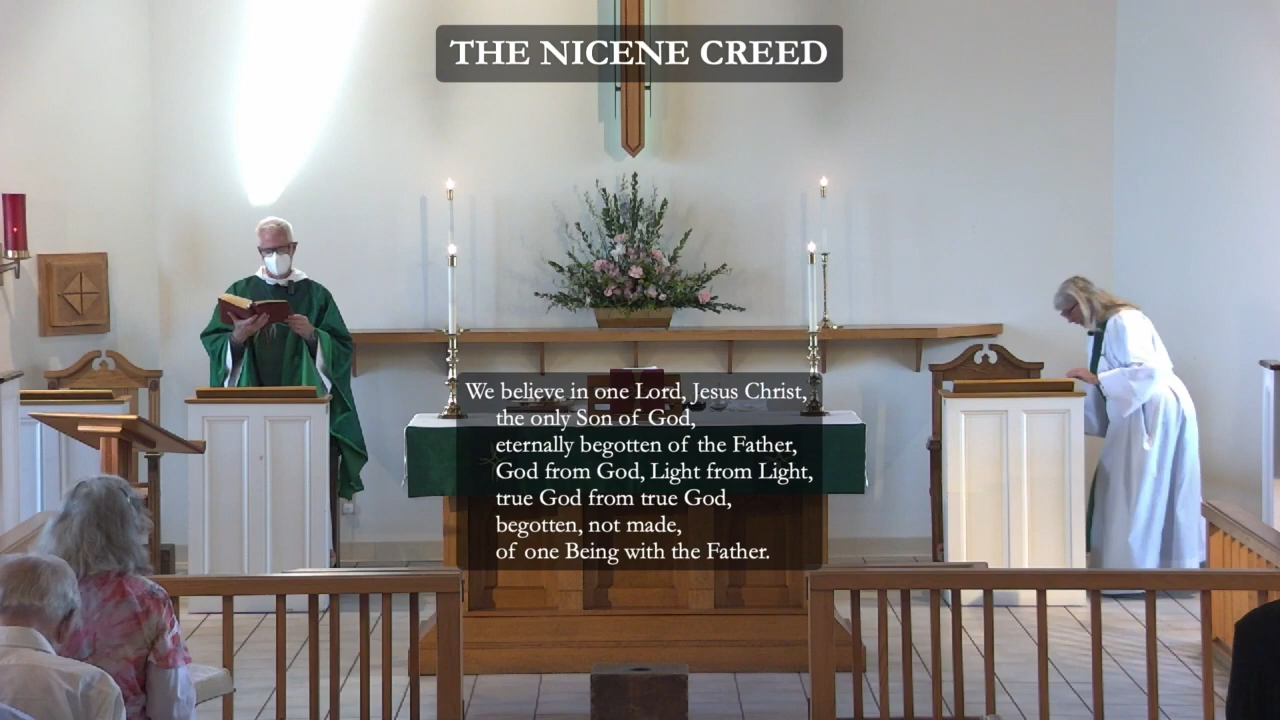 THE NICENE CREED
We believe in one Lord, Jesus Christ,
the only Son of God,
eternally begotten of the Father,
God from God, Light from Light,
true God from true God,
begotten, not made,
of one Being with the Father.